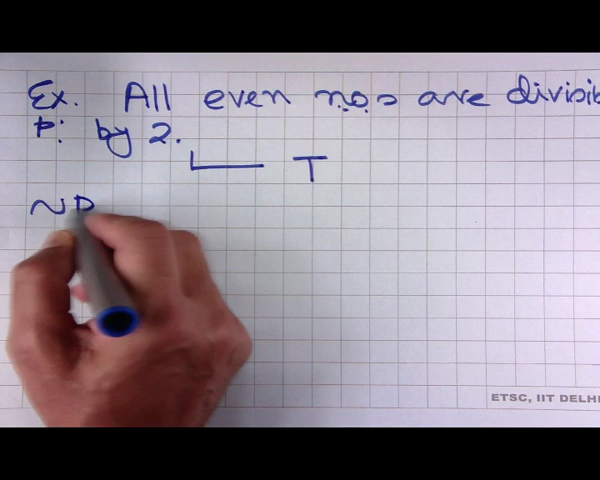 Ex. All even nos are divisib
P: by 2.
T
~P
ETSC, IIT DELHI